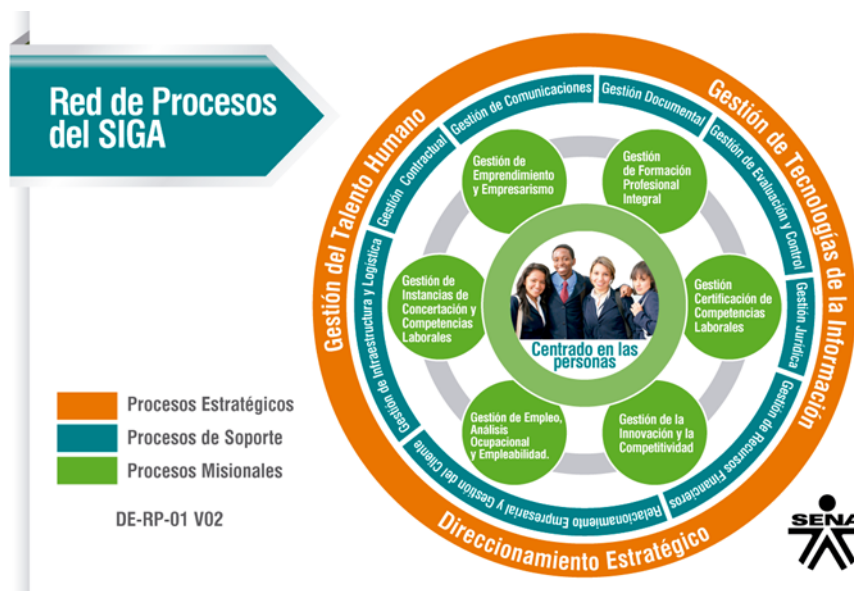 Red de Procesos
del SIGA
Gestión del Talento Humano
Gestión de Tecnologías de la Información
Direccionamiento Estratégico
Gestión de Infraestructura y Logística
Gestión Contractual
Gestión de Comunicaciones
Gestión Documental
Gestión de Evaluación y Control
Gestión Jurídica
Gestión de Recursos Financieros
Relacionamiento Empresarial y Gestión del Cliente
Gestión de
Emprendimiento
y Empresarismo
Gestión
de Formación
Profesional
Integral
Gestión de
Instancias de
Concertación y
Competencias
Laborales
Gestión
Certificación de
Competencias
Laborales
Gestión de Empleo,
Análisis
Ocupacional
y Empleabilidad.
Gestión de la
Innovación y la
Competitividad
Centrado en las
personas
Procesos Estratégicos
Procesos de Soporte
Procesos Misionales
DE-RP-01 V02
SENA